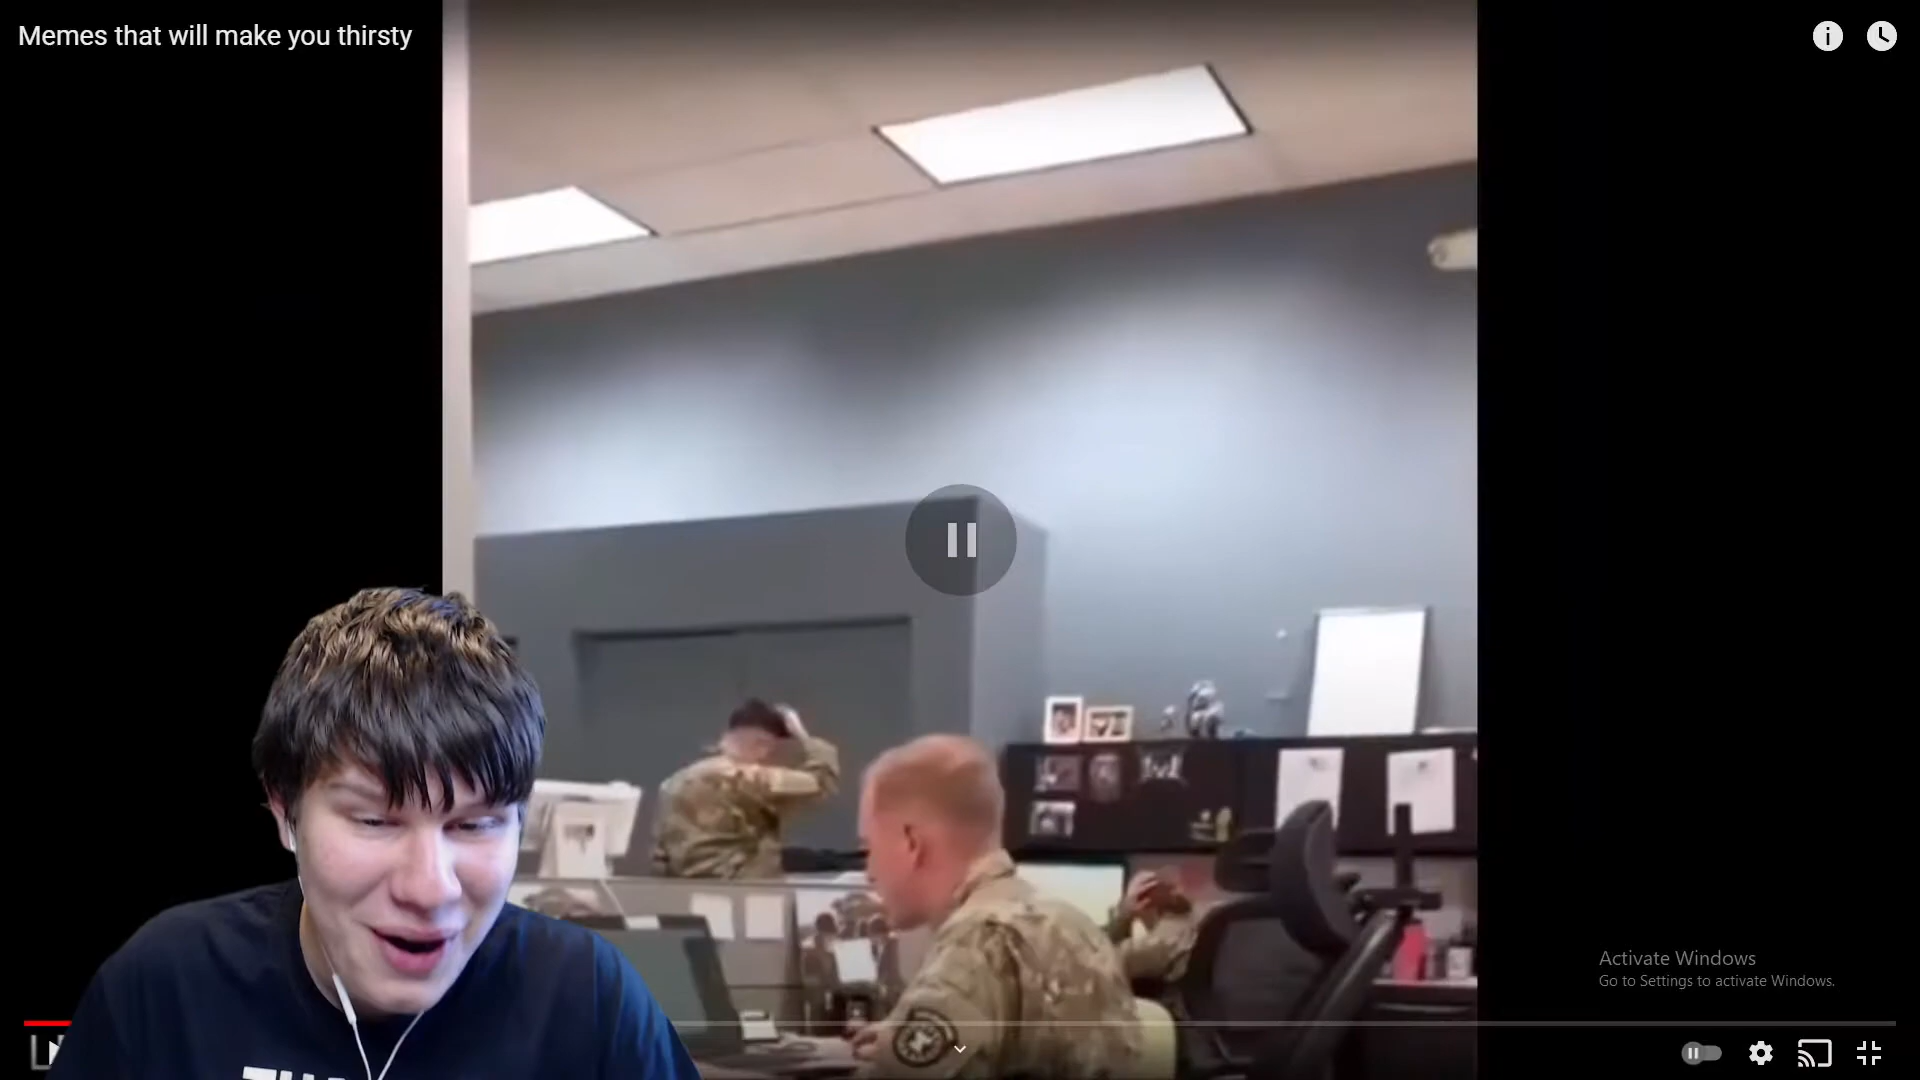 Memes that will make you thirsty
Activate Windows
Go to Settings to activate Windows.